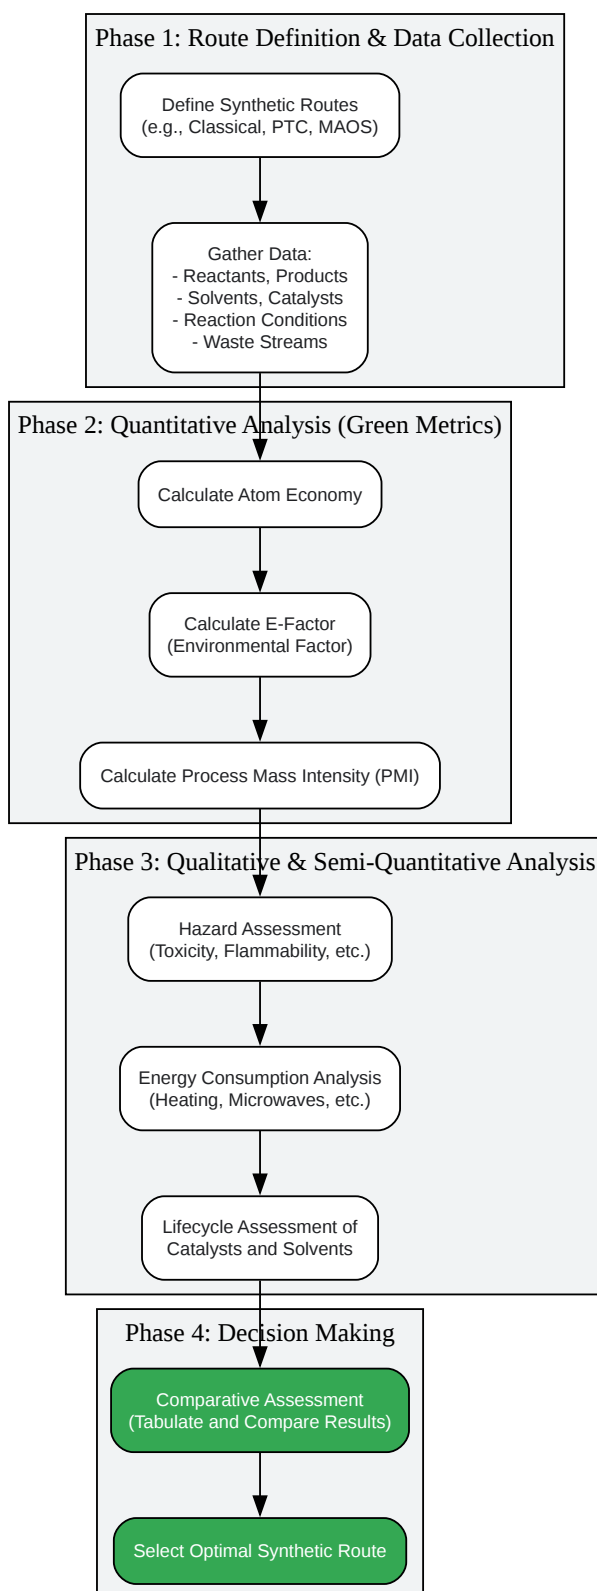 Phase 1: Route Definition & Data Collection
Define Synthetic Routes
(e.g., Classical, PTC, MAOS)
Gather Data:
- Reactants, Products
- Solvents, Catalysts
- Reaction Conditions
- Waste Streams
Phase 2: Quantitative Analysis (Green Metrics)
Calculate Atom Economy
Calculate E-Factor
(Environmental Factor)
Calculate Process Mass Intensity (PMI)
Phase 3: Qualitative & Semi-Quantitative Analysis
Hazard Assessment
(Toxicity, Flammability, etc.)
Energy Consumption Analysis
(Heating, Microwaves, etc.)
Lifecycle Assessment of
Catalysts and Solvents
Phase 4: Decision Making
Comparative Assessment
(Tabulate and Compare Results)
Select Optimal Synthetic Route